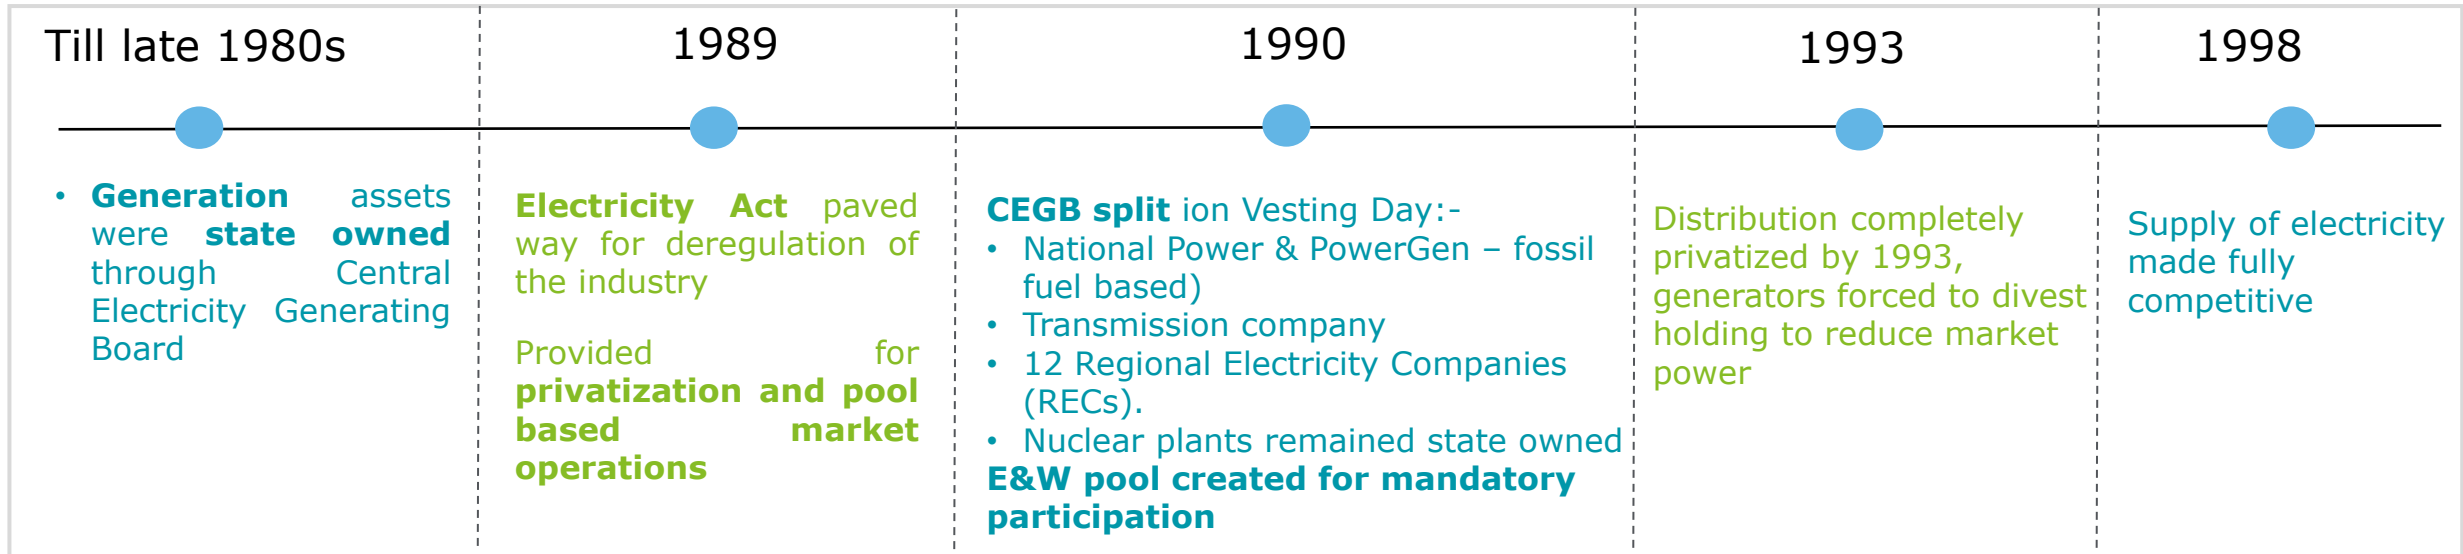 Till late 1980s
• Generation assets
were state owned
through Central
Electricity Generating
Board
1989
Electricity Act paved
way for deregulation of
the industry
Provided for
privatization and pool
based market
operations
1990
CEGB split ion Vesting Day:-
• National Power & PowerGen – fossil
fuel based)
• Transmission company
• 12 Regional Electricity Companies
(RECs).
• Nuclear plants remained state owned
E&W pool created for mandatory
participation
1993
Distribution completely
privatized by 1993,
generators forced to divest
holding to reduce market
power
1998
Supply of electricity
made fully
competitive